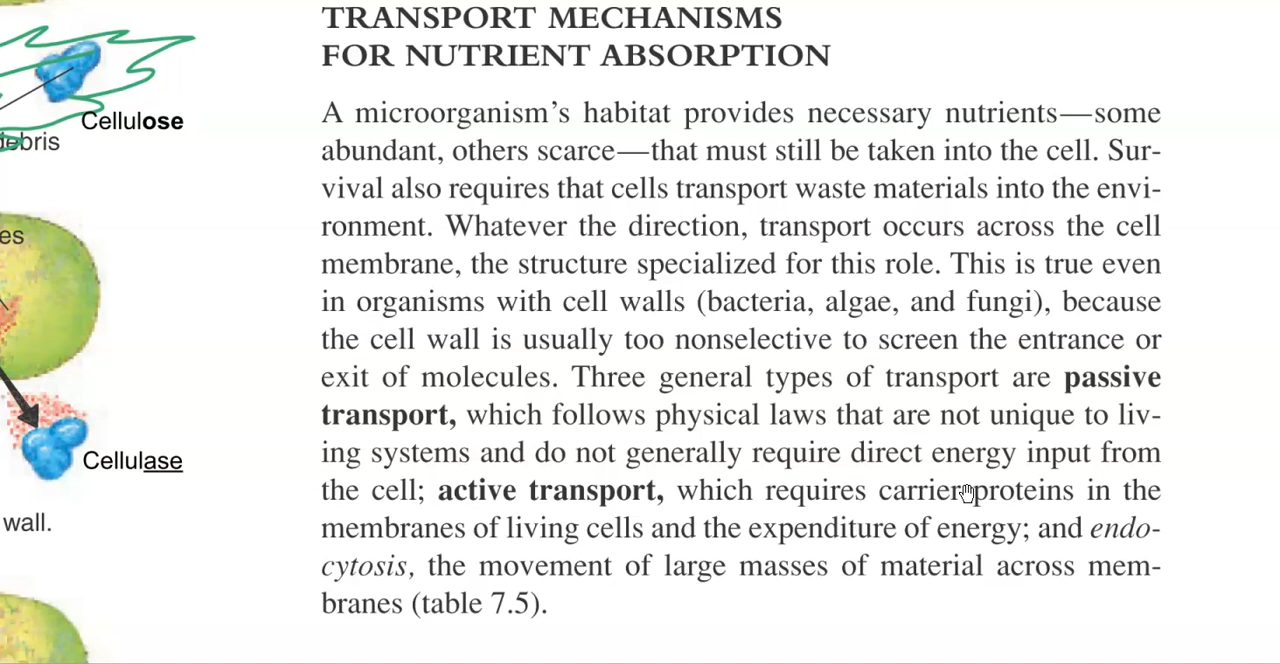 TRANSPORT MECHANISMS
FOR NUTRIENT ABSORPTION
A microorganism’s habitat provides necessary nutrients—some
abundant, others scarce—that must still be taken into the cell. Sur-
vival also requires that cells transport waste materials into the envi-
ronment. Whatever the direction, transport occurs across the cell
membrane, the structure specialized for this role. This is true even
in organisms with cell walls (bacteria, algae, and fungi), because
the cell wall is usually too nonselective to screen the entrance or
exit of molecules. Three general types of transport are passive
transport, which follows physical laws that are not unique to liv-
ing systems and do not generally require direct energy input from
the cell; active transport, which requires carrier proteins in the
membranes of living cells and the expenditure of energy; and endo-
cytosis, the movement of large masses of material across mem-
branes (table 7.5).
Cellulose
debris
es
Cellulase
wall.